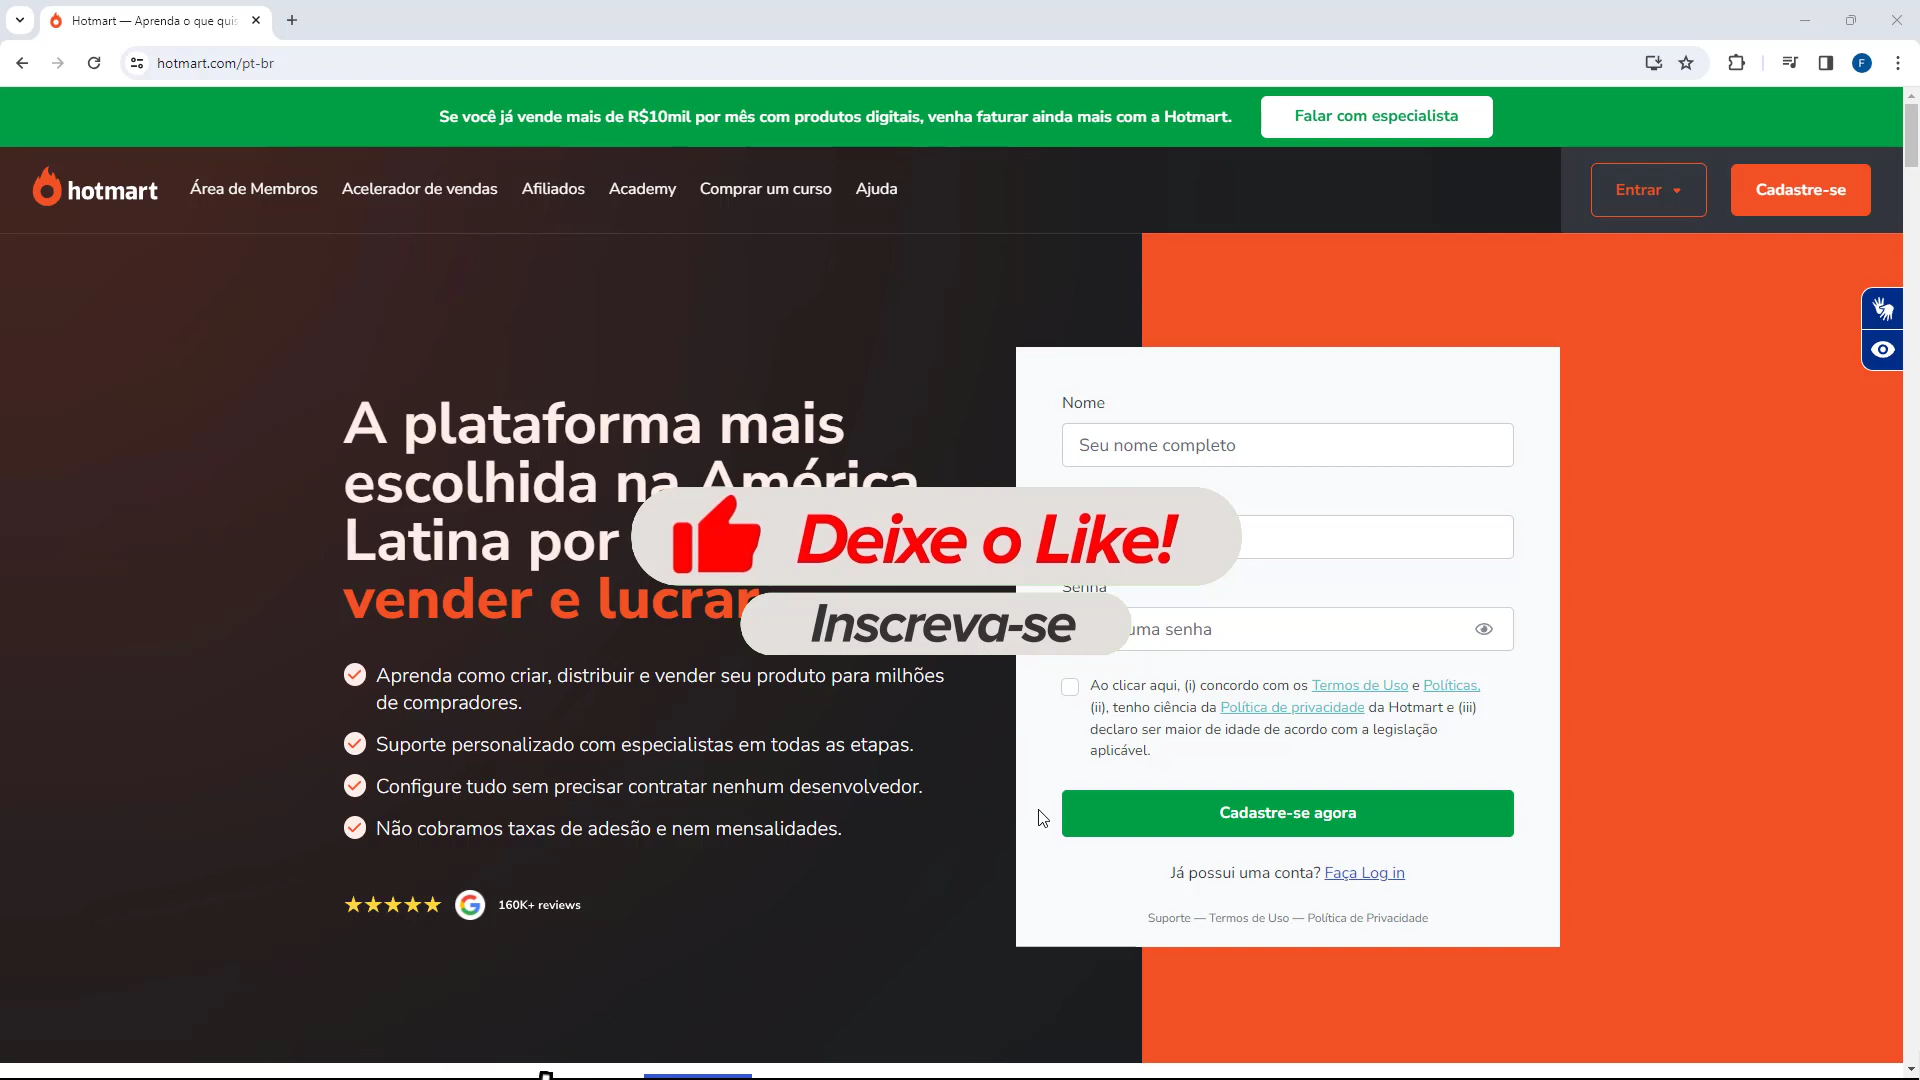 Hotmart — Aprenda o que quis
hotmart.com/pt-br
Se você já vende mais de R$10mil por mês com produtos digitais, venha faturar ainda mais com a Hotmart.
Falar com especialista
hotmart
Área de Membros
Acelerador de vendas
Afiliados
Academy
Comprar um curso
Ajuda
Entrar
Cadastre-se
A plataforma mais
escolhida na América
Latina por
vender e lucrar
Aprenda como criar, distribuir e vender seu produto para milhões
de compradores.
Suporte personalizado com especialistas em todas as etapas.
Configure tudo sem precisar contratar nenhum desenvolvedor.
Não cobramos taxas de adesão e nem mensalidades.
160K+ reviews
Deixe o Like!
Inscreva-se
Nome
Seu nome completo
Senha
uma senha
Ao clicar aqui, (i) concordo com os Termos de Uso e Políticas,
(ii), tenho ciência da Política de privacidade da Hotmart e (iii)
declaro ser maior de idade de acordo com a legislação
aplicável.
Cadastre-se agora
Já possui uma conta? Faça Log in
Suporte — Termos de Uso — Política de Privacidade
F